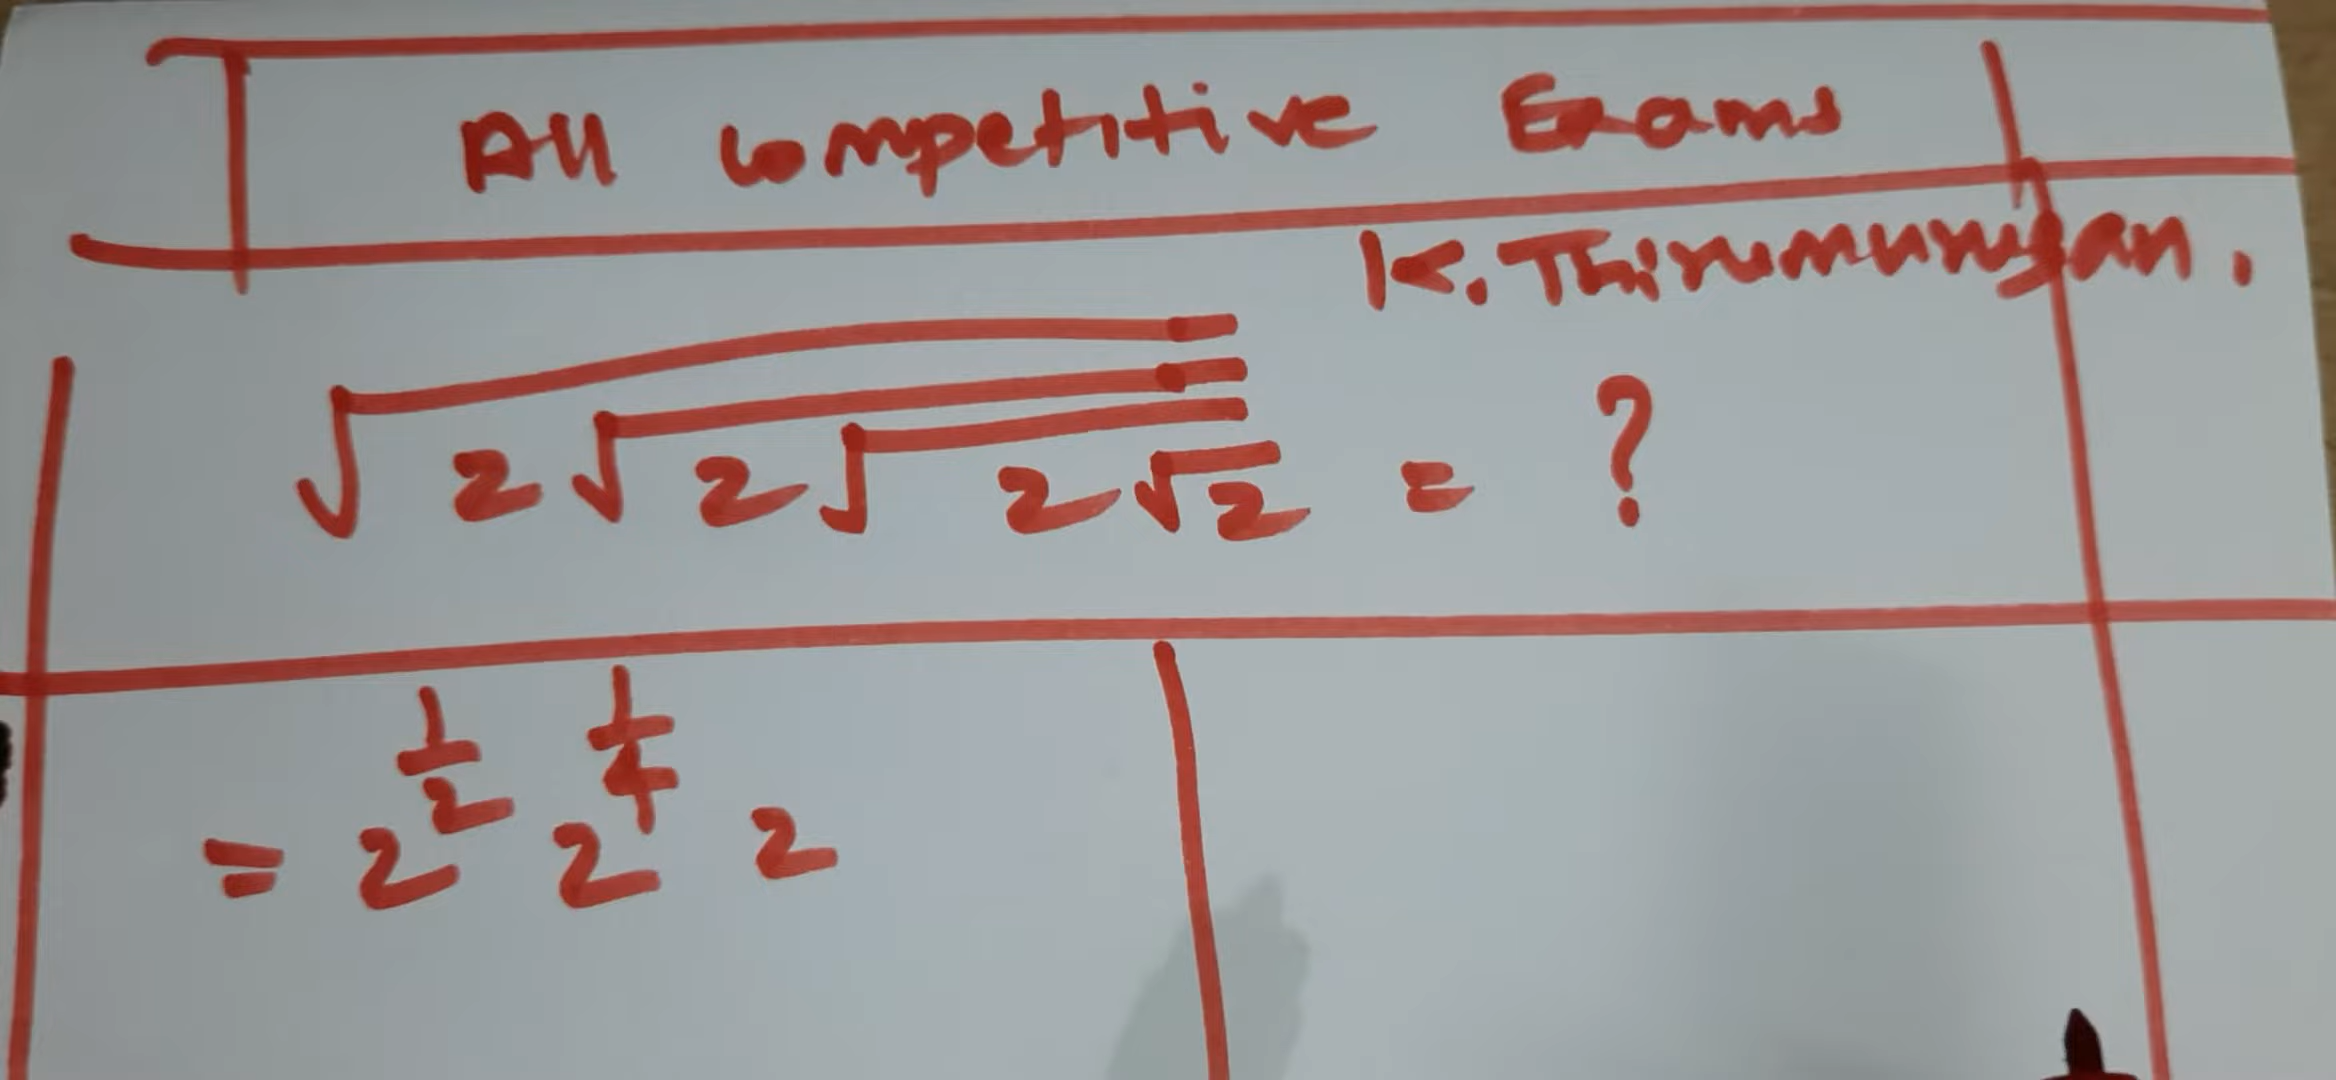 All competitive Exams
K. Thirumurugan.
√2√2√2√2 = ?
= 2^1/2 2^1/4 2